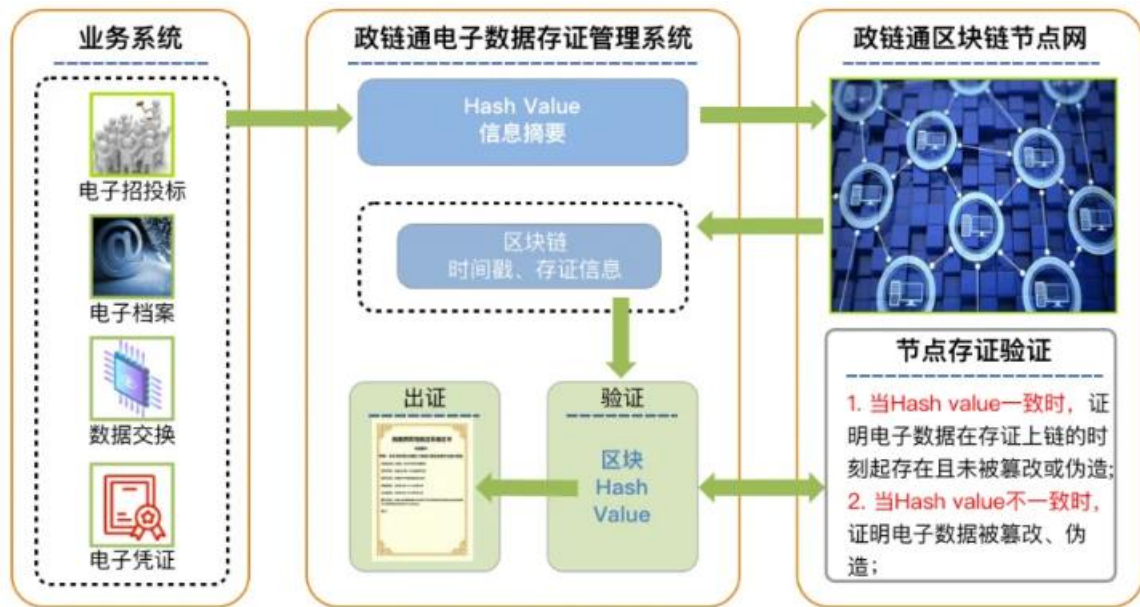 业务系统
电子招投标
电子档案
数据交换
电子凭证
政链通电子数据存证管理系统
Hash Value
信息摘要
区块链
时间戳、存证信息
出证
验证
区块
Hash
Value
政链通区块链节点网
节点存证验证
1. 当Hash value一致时，证
明电子数据在存证上链的时
刻起存在且未被篡改或伪造;
2. 当Hash value不一致时，
证明电子数据被篡改、伪
造；